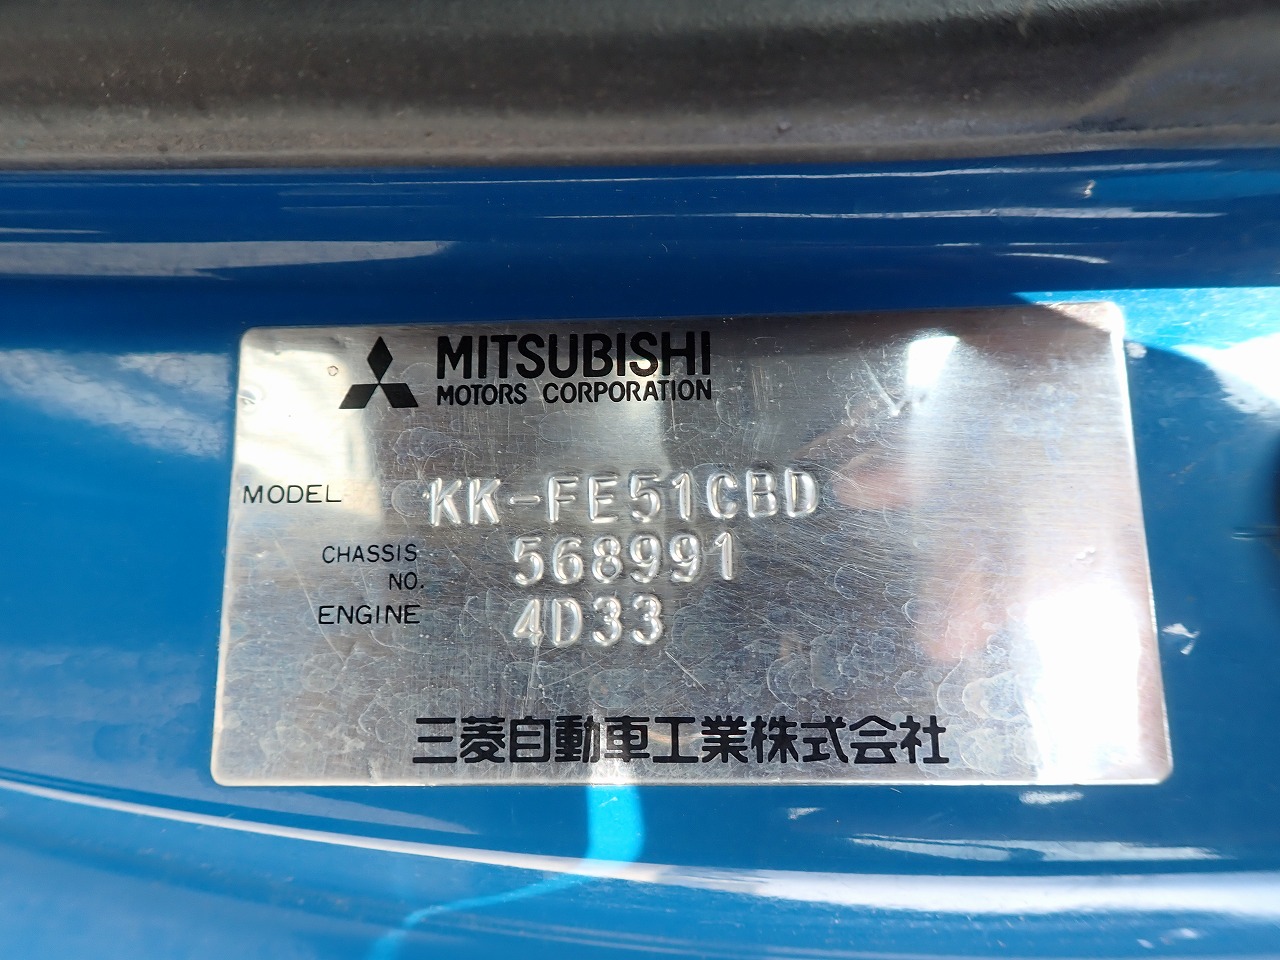 MITSUBISHI
MOTORS CORPORATION
MODEL KK-FE51CBD
CHASSIS NO. 568991
ENGINE 4D33
三菱自動車工業株式会社